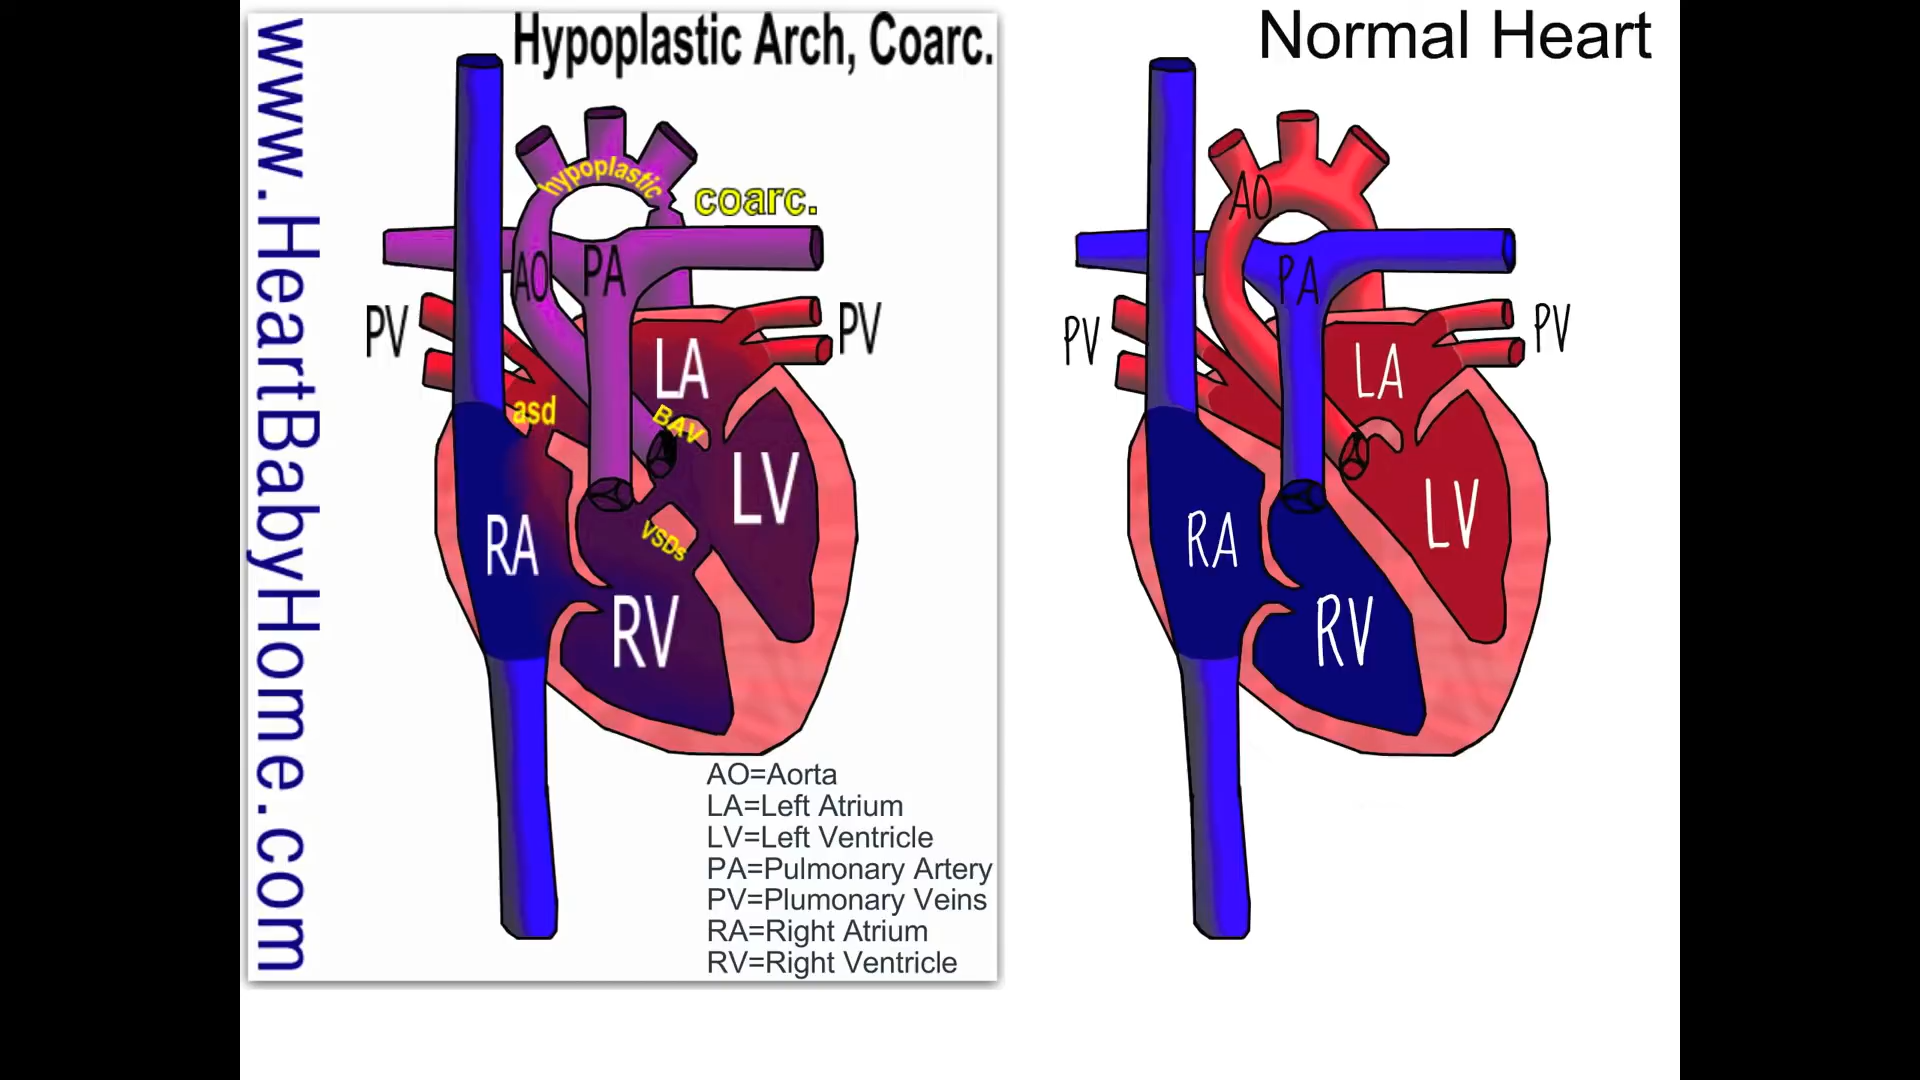 www.HeartBabyHome.com
Hypoplastic Arch, Coarc.
hypoplastic
coarc.
AO
PA
PV
PV
LA
asd
BAV
LV
VSDs
RA
RV
AO=Aorta
LA=Left Atrium
LV=Left Ventricle
PA=Pulmonary Artery
PV=Plumonary Veins
RA=Right Atrium
RV=Right Ventricle
Normal Heart
AO
PA
PV
PV
LA
LV
RA
RV